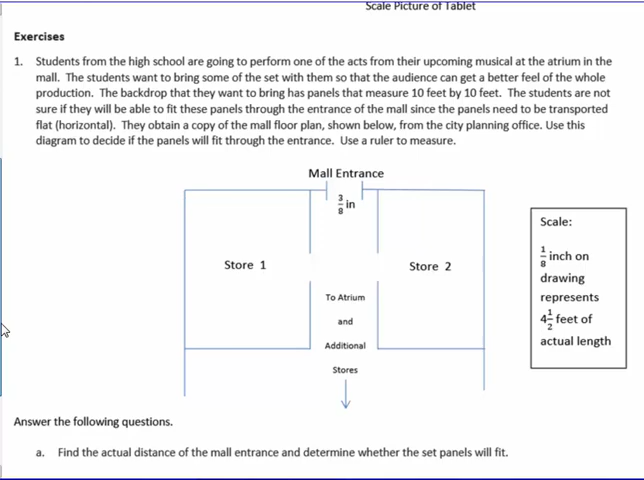 Scale Picture of Tablet
Exercises
1. Students from the high school are going to perform one of the acts from their upcoming musical at the atrium in the
mall. The students want to bring some of the set with them so that the audience can get a better feel of the whole
production. The backdrop that they want to bring has panels that measure 10 feet by 10 feet. The students are not
sure if they will be able to fit these panels through the entrance of the mall since the panels need to be transported
flat (horizontal). They obtain a copy of the mall floor plan, shown below, from the city planning office. Use this
diagram to decide if the panels will fit through the entrance. Use a ruler to measure.
Mall Entrance
3/8 in
Store 1
Store 2
To Atrium
and
Additional
Stores
Scale:
1/8 inch on
drawing
represents
4 1/2 feet of
actual length
Answer the following questions.
a. Find the actual distance of the mall entrance and determine whether the set panels will fit.